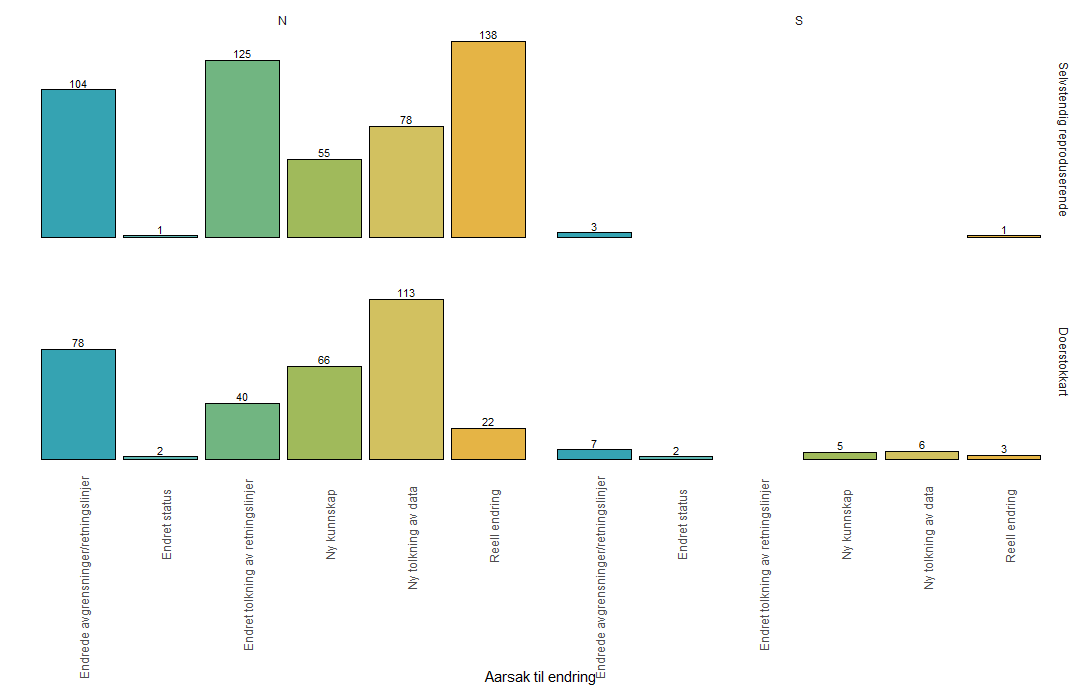 N
S
104
1
125
55
78
138
3
1
Selvstendig reproduserende
78
2
40
66
113
22
7
2
5
6
3
Doerstokkart
Endrede avgrensninger/retningslinjer
Endret status
Endret tolkning av retningslinjer
Ny kunnskap
Ny tolkning av data
Reell endring
Endrede avgrensninger/retningslinjer
Endret status
Endret tolkning av retningslinjer
Ny kunnskap
Ny tolkning av data
Reell endring
Aarsak til endring